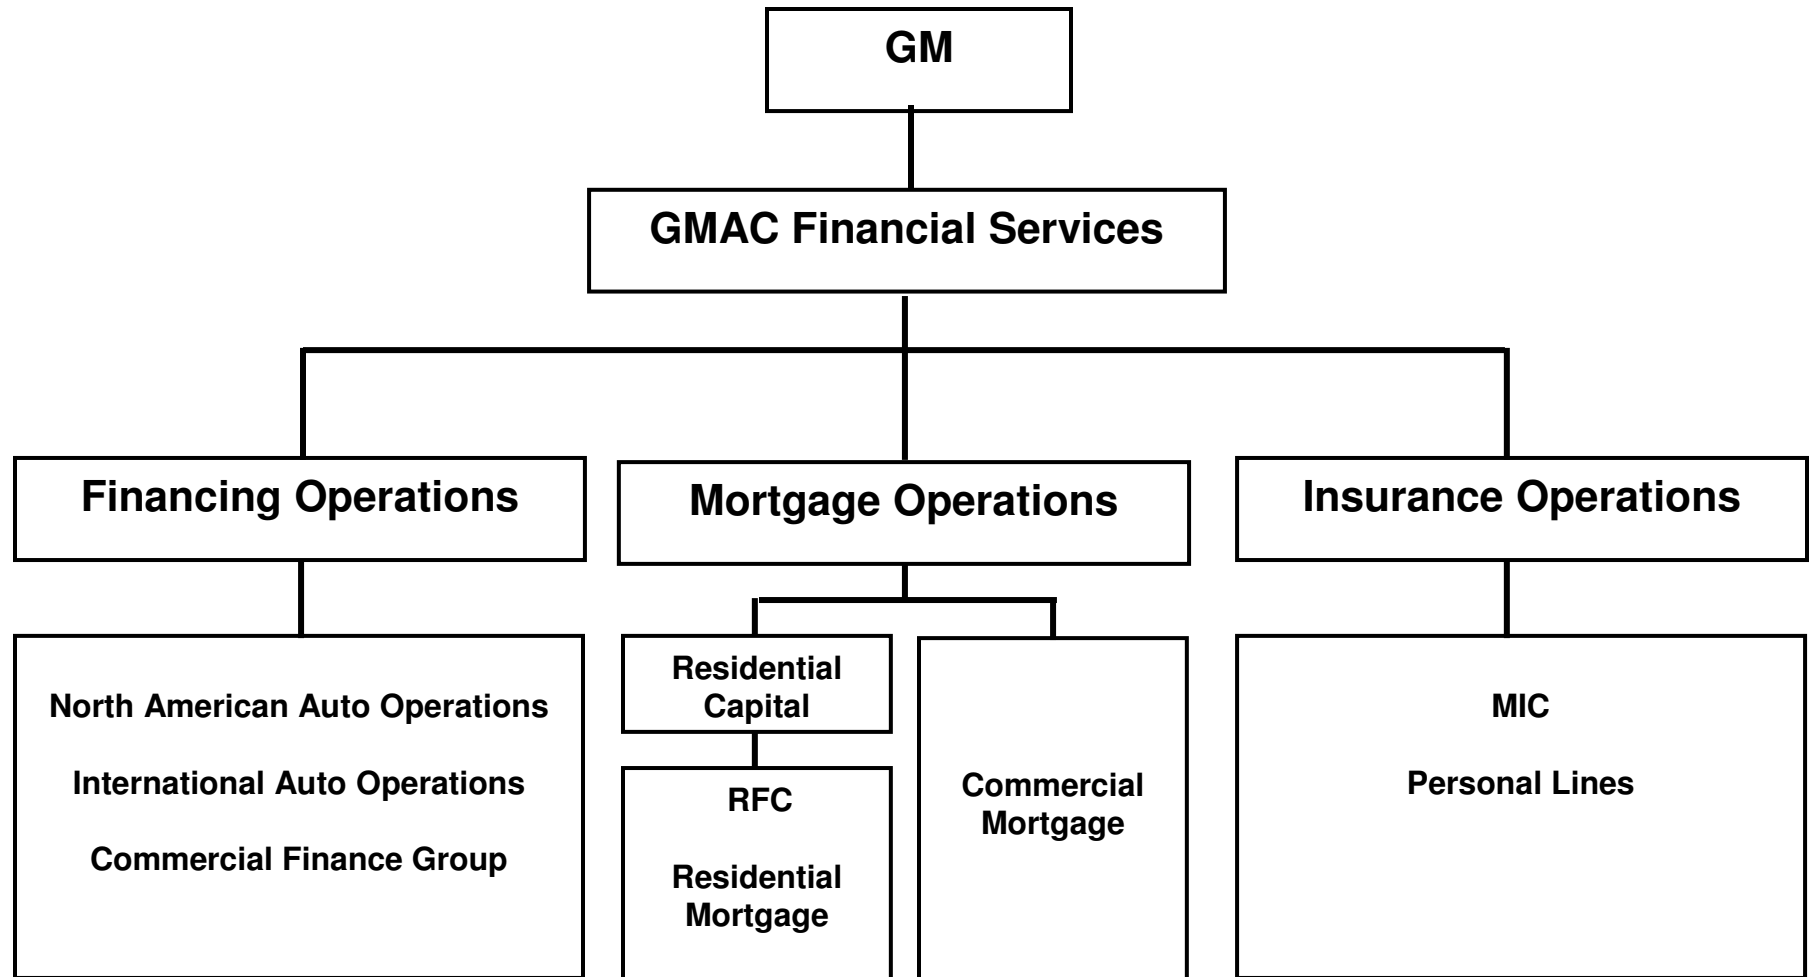 GM
GMAC Financial Services
Financing Operations
Mortgage Operations
Insurance Operations
North American Auto Operations
International Auto Operations
Commercial Finance Group
Residential
Capital
RFC
Residential
Mortgage
Commercial
Mortgage
MIC
Personal Lines